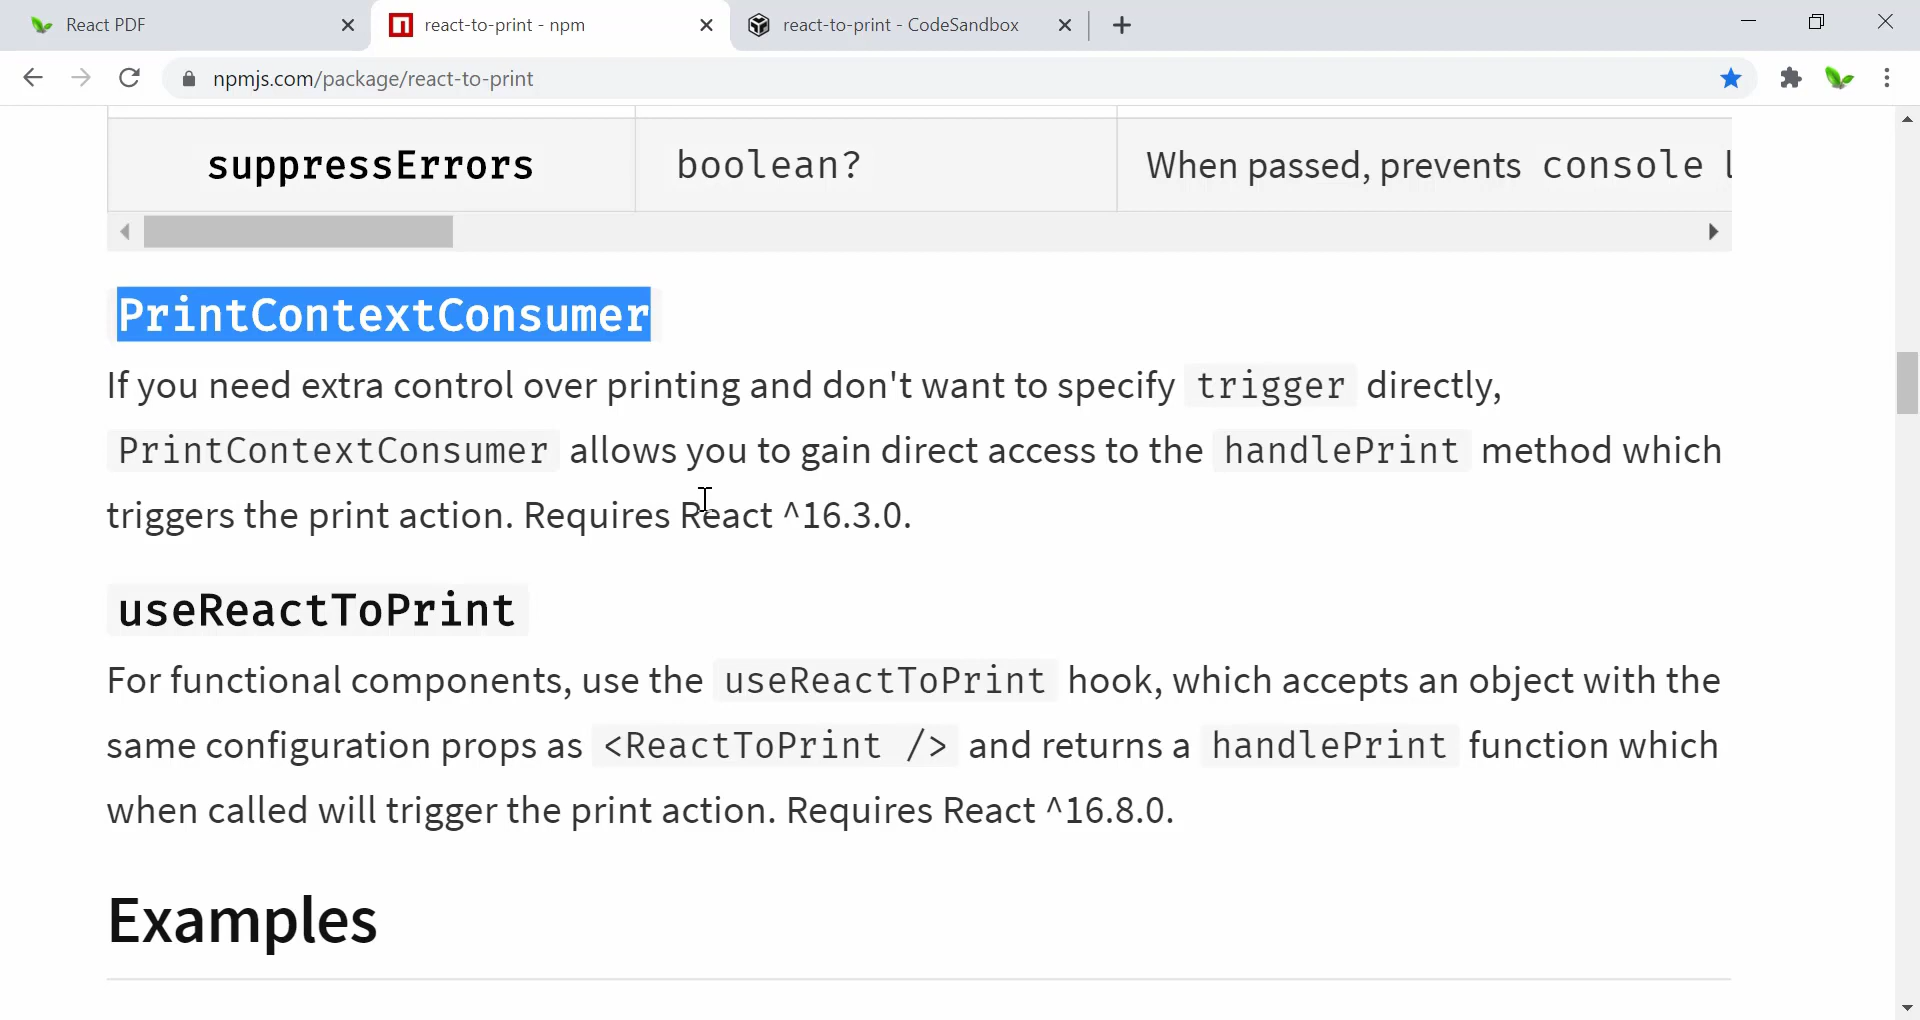 React PDF
react-to-print - npm
react-to-print - CodeSandbox
npmjs.com/package/react-to-print
suppressErrors boolean? When passed, prevents console
PrintContextConsumer
If you need extra control over printing and don't want to specify trigger directly,
PrintContextConsumer allows you to gain direct access to the handlePrint method which
triggers the print action. Requires React ^16.3.0.
useReactToPrint
For functional components, use the useReactToPrint hook, which accepts an object with the
same configuration props as <ReactToPrint /> and returns a handlePrint function which
when called will trigger the print action. Requires React ^16.8.0.
Examples